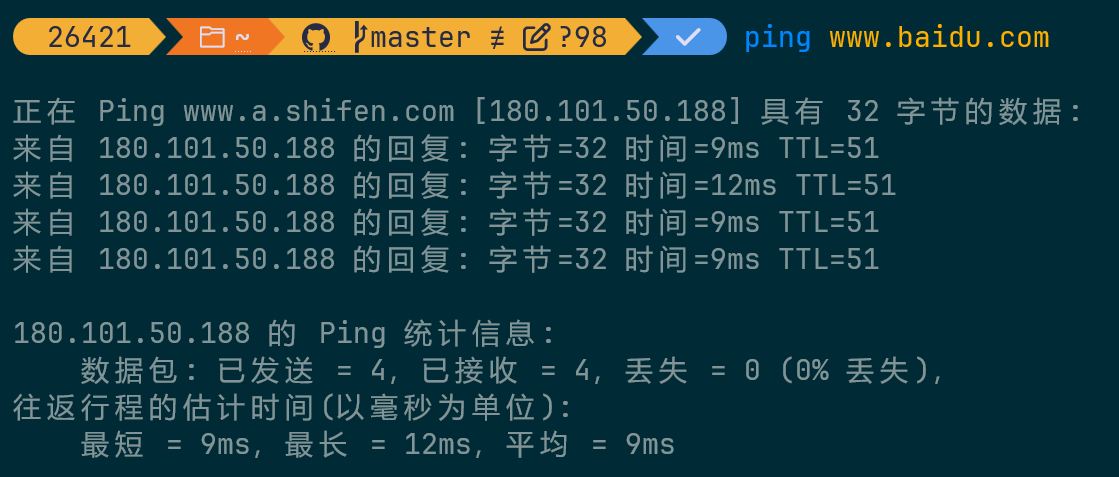 26421 ~ master ≢ ?98 ping www.baidu.com
正在 Ping www.a.shifen.com [180.101.50.188] 具有 32 字节的数据:
来自 180.101.50.188 的回复: 字节=32 时间=9ms TTL=51
来自 180.101.50.188 的回复: 字节=32 时间=12ms TTL=51
来自 180.101.50.188 的回复: 字节=32 时间=9ms TTL=51
来自 180.101.50.188 的回复: 字节=32 时间=9ms TTL=51
180.101.50.188 的 Ping 统计信息:
数据包: 已发送 = 4, 已接收 = 4, 丢失 = 0 (0% 丢失),
往返行程的估计时间(以毫秒为单位):
最短 = 9ms, 最长 = 12ms, 平均 = 9ms